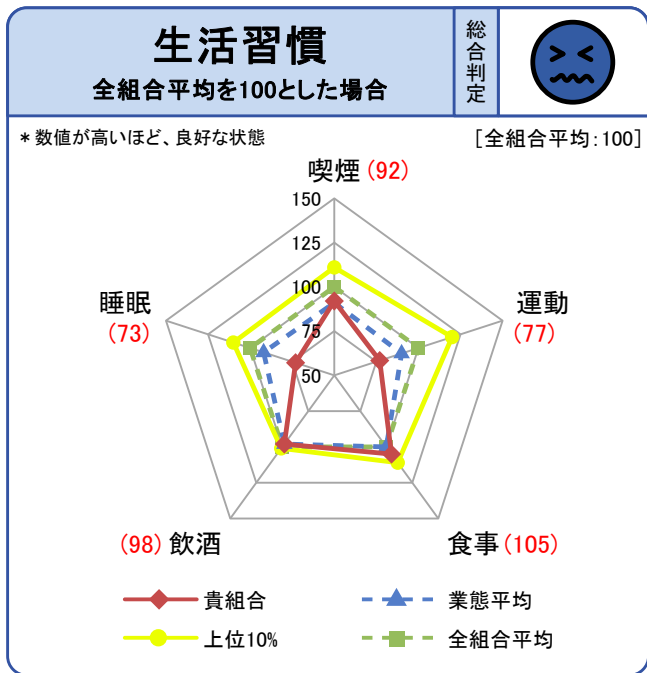 生活習慣
全組合平均を100とした場合
総合判定
*数値が高いほど、良好な状態
[全組合平均:100]
喫煙(92)
150
125
100
75
50
睡眠
(73)
運動
(77)
(98)飲酒
食事(105)
貴組合
業態平均
上位10%
全組合平均